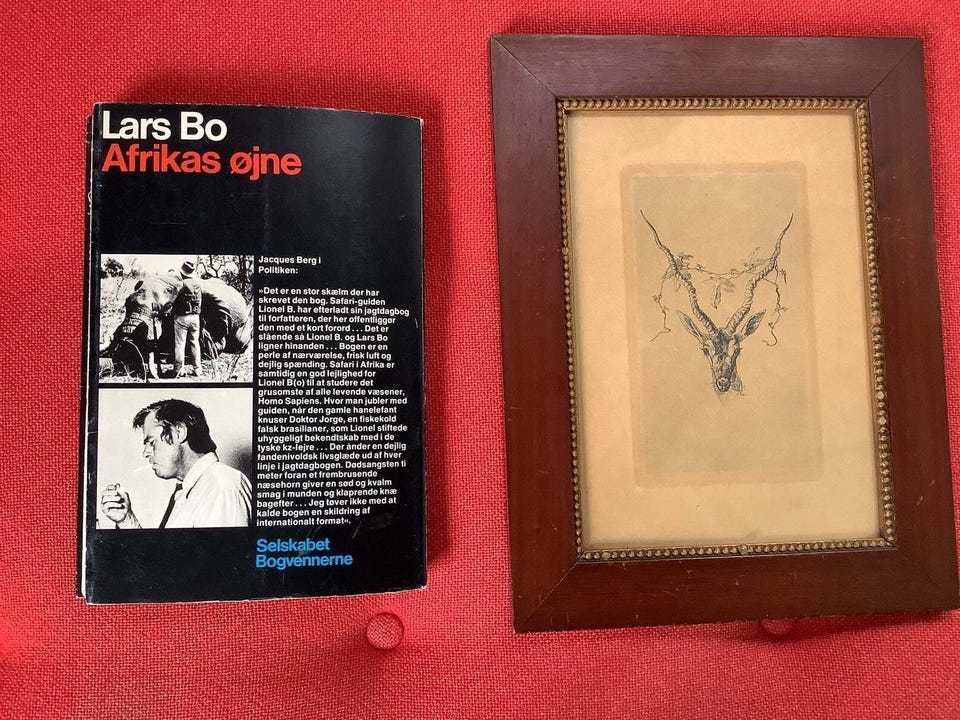 Lars Bo
Afrikas øjne
Jacques Berg i
Politiken:
»Det er en stor skælm der har
skrevet den bog. Safari-guiden
Lionel B. har efterladt sin jagtdagbog
til forfatteren, der her offentliggør
den med et kort forord . . . Det er
slående så Lionel B. og Lars Bo
ligner hinanden . . . Bogen er en
perle af nærværelse, frisk luft og
dejlig spænding. Safari i Afrika er
samtidig en god lejlighed for
Lionel B(o) til at studere det
grusomste af alle levende væsener,
Homo Sapiens. Hvor man jubler med
guiden, når den gamle hanelefant
knuser Doktor Jorge, en fiskekold
falsk brasilianer, som Lionel stiftede
uhyggeligt bekendtskab med i de
tyske kz-lejre . . . Der ånder en dejlig
fandenivoldsk livsglæde ud af hver
linje i jagtdagbogen. Dødsangsten ti
meter foran et frembrusende
næsehorn giver en sød og kvalm
smag i munden og klaprende knæ
bagefter . . . Jeg tøver ikke med at
kalde bogen en skildring af
internationalt format«.
Selskabet
Bogvennerne